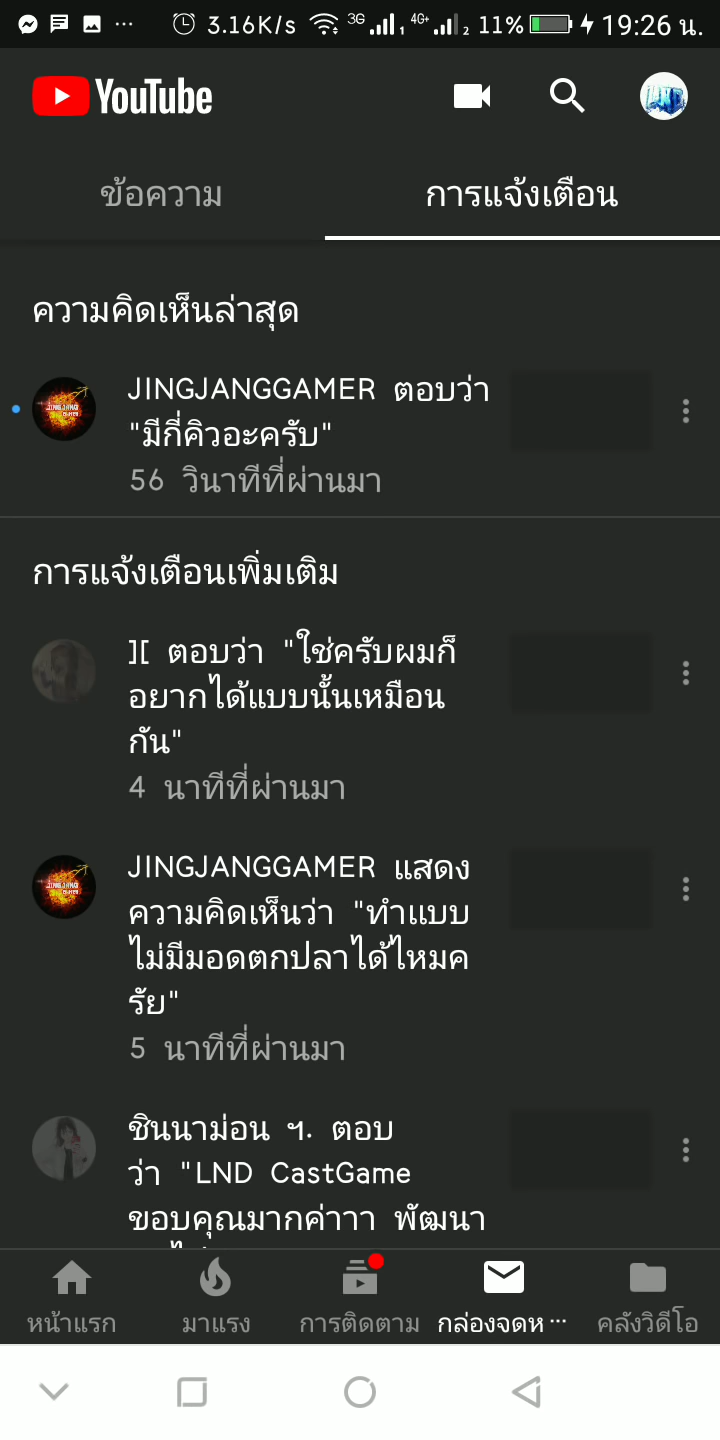 3.16K/s 3G 1 4G+ 2 11% 19:26 น.
YouTube
ข้อความ การแจ้งเตือน
ความคิดเห็นล่าสุด
JINGJANGGAMER ตอบว่า
"มีกี่คิวอะครับ"
56 วินาทีที่ผ่านมา
การแจ้งเตือนเพิ่มเติม
][ ตอบว่า "ใช่ครับผมก็
อยากได้แบบนั้นเหมือน
กัน"
4 นาทีที่ผ่านมา
JINGJANGGAMER แสดง
ความคิดเห็นว่า "ทำแบบ
ไม่มีมอดตกปลาได้ไหมค
รัย"
5 นาทีที่ผ่านมา
ชินนาม่อน ฯ. ตอบ
ว่า "LND CastGame
ขอบคุณมากค่าาา พัฒนา
หน้าแรก มาแรง การติดตาม กล่องจดห... คลังวิดีโอ